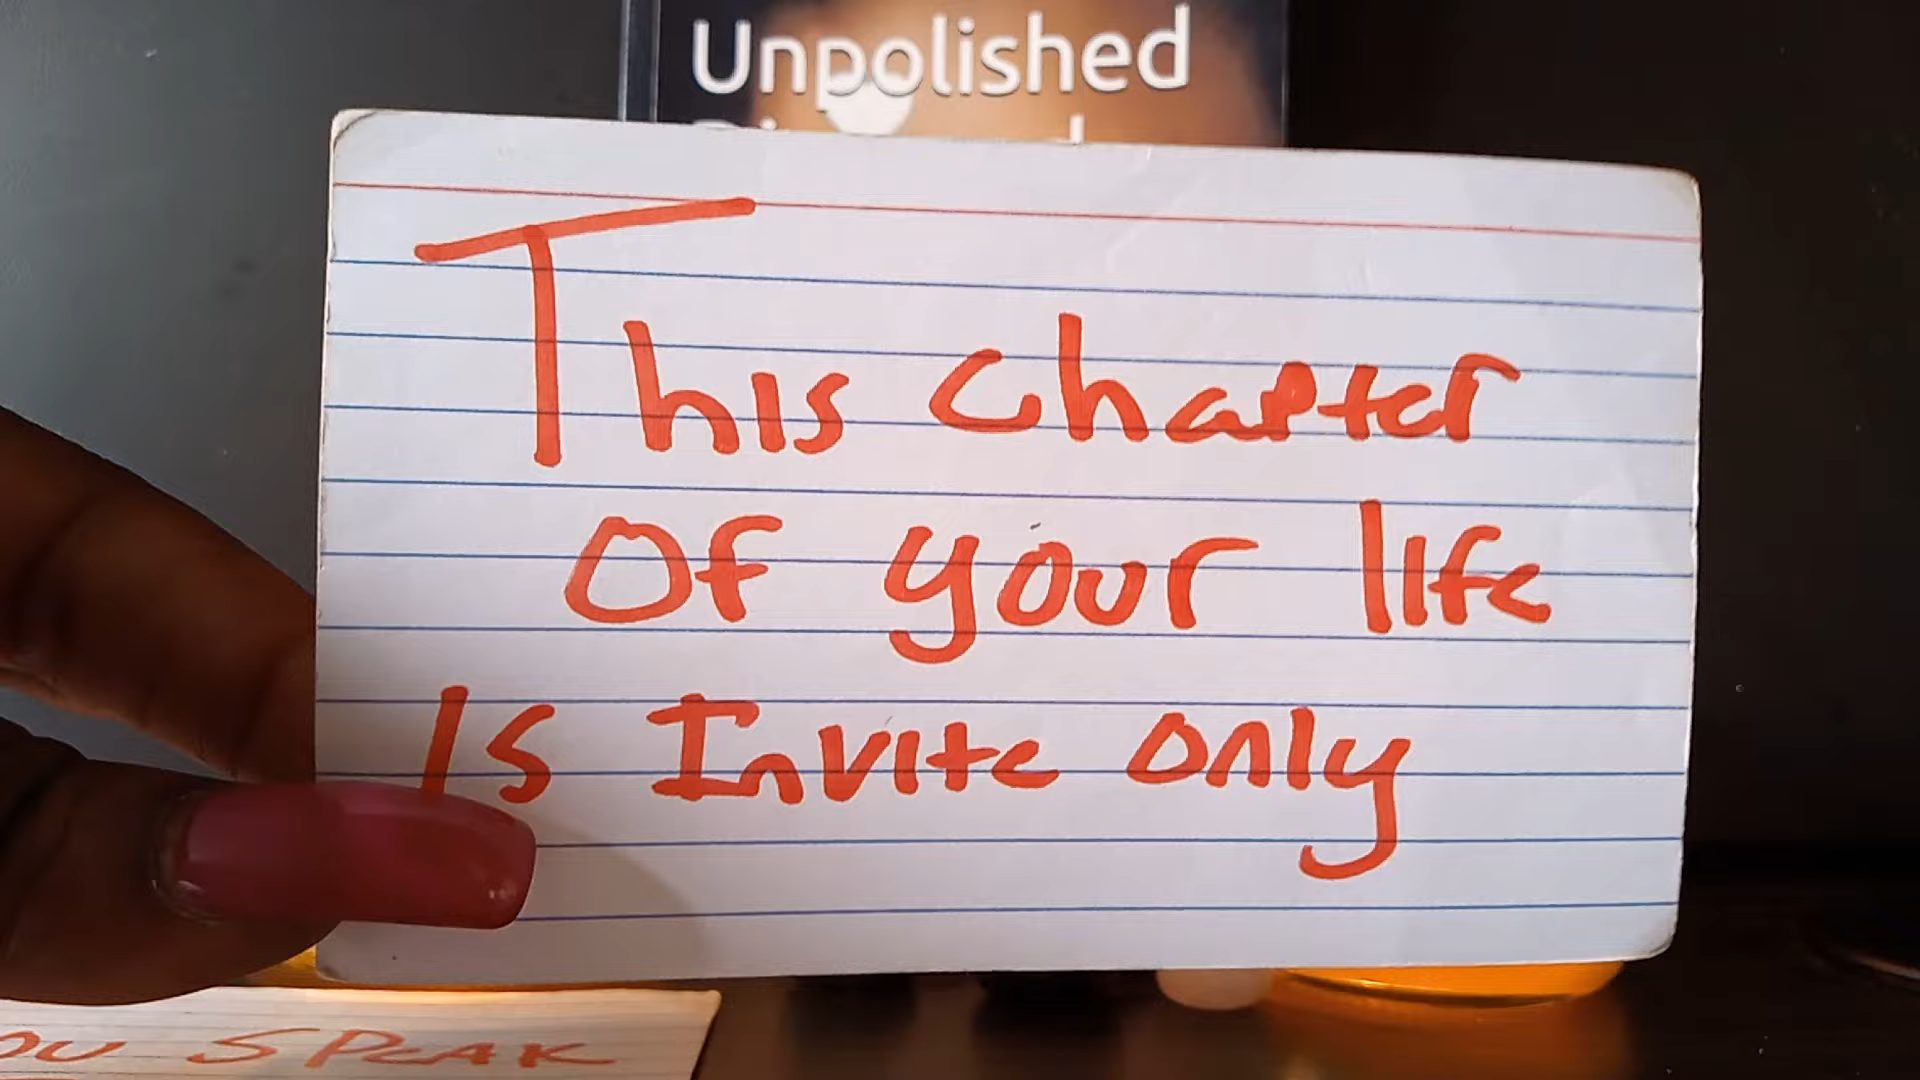 Unpolished
This chapter
Of your life
Is Invite only
OU SPEAK